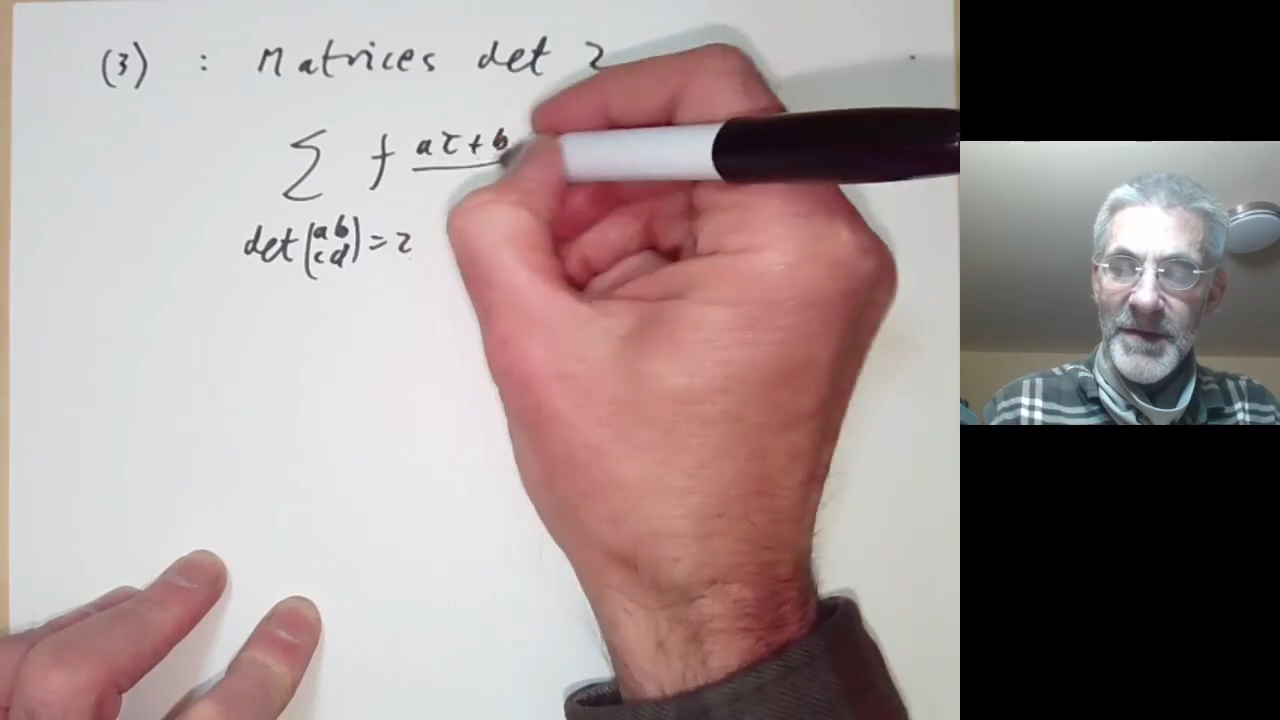 (3) : Matrices det 2
∑ f aτ+b
det(a b
c d) = 2